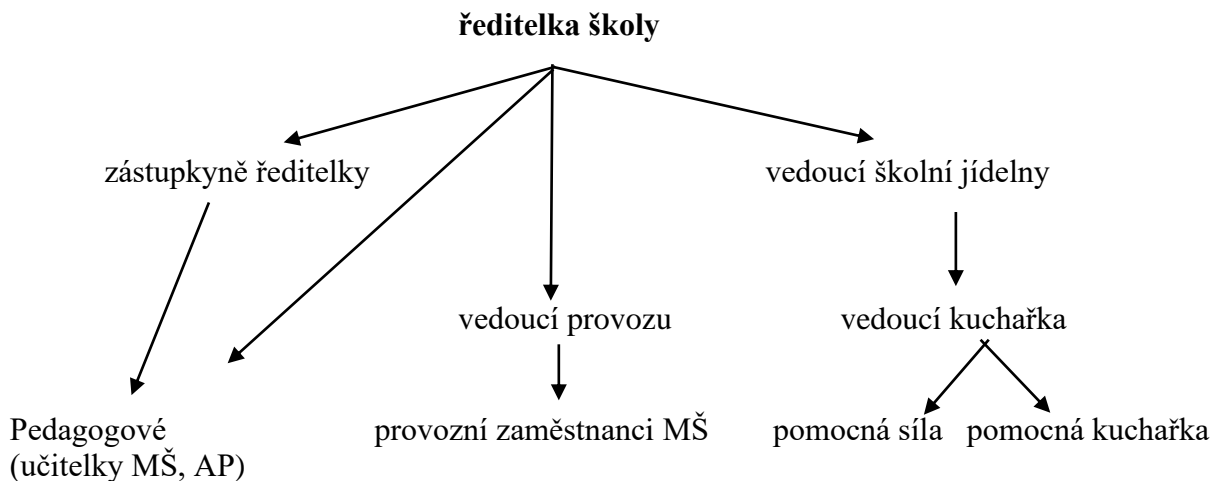 ředitelka školy
zástupkyně ředitelky
vedoucí školní jídelny
vedoucí provozu
vedoucí kuchařka
Pedagogové
(učitelky MŠ, AP)
provozní zaměstnanci MŠ
pomocná síla
pomocná kuchařka